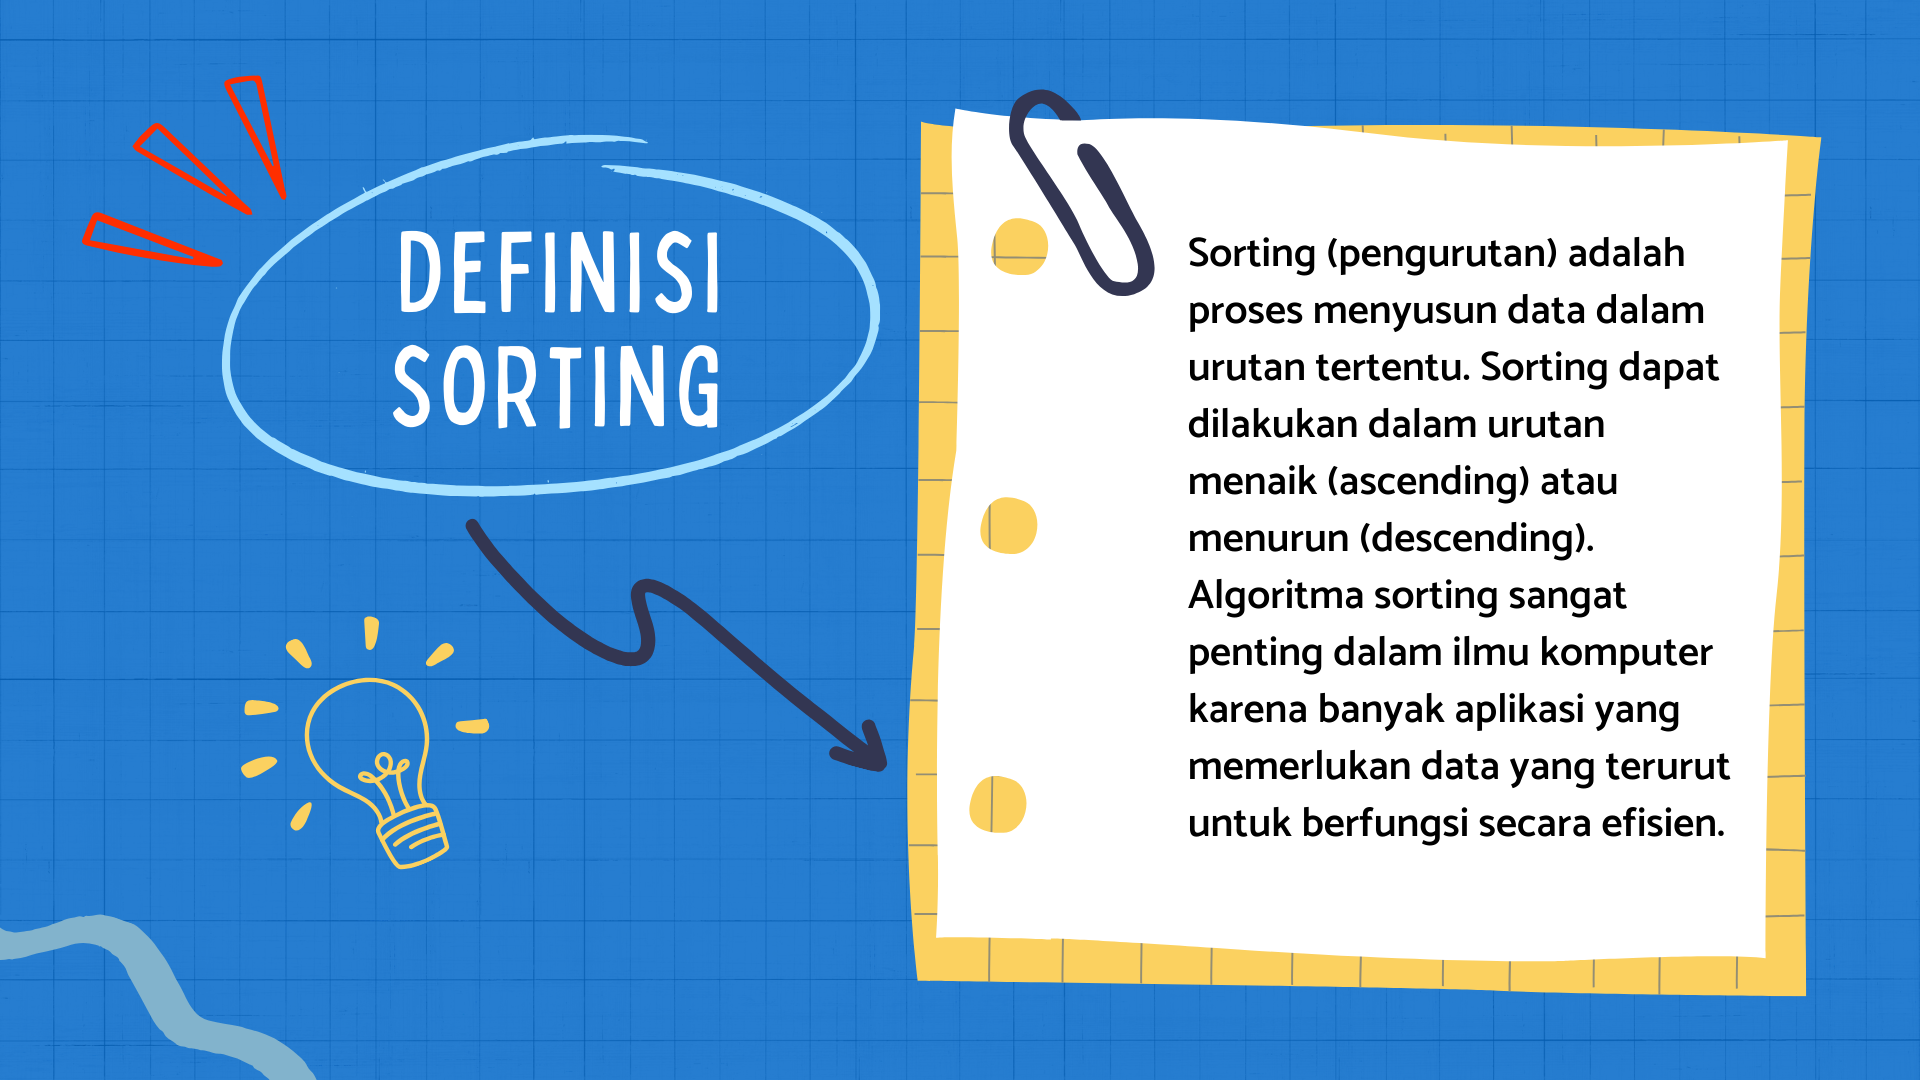 DEFINISI
SORTING
Sorting (pengurutan) adalah
proses menyusun data dalam
urutan tertentu. Sorting dapat
dilakukan dalam urutan
menaik (ascending) atau
menurun (descending).
Algoritma sorting sangat
penting dalam ilmu komputer
karena banyak aplikasi yang
memerlukan data yang terurut
untuk berfungsi secara efisien.